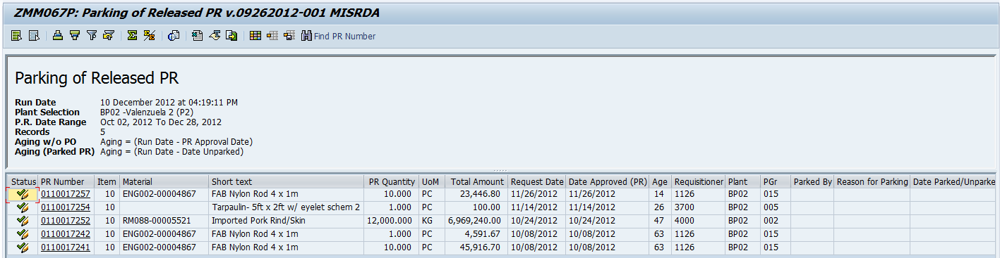 ZMM067P: Parking of Released PR v.09262012-001 MISRDA
Find PR Number
Parking of Released PR
Run Date 10 December 2012 at 04:19:11 PM
Plant Selection BP02 -Valenzuela 2 (P2)
P.R. Date Range Oct 02, 2012 To Dec 28, 2012
Records 5
Aging w/o PO Aging = (Run Date - PR Approval Date)
Aging (Parked PR) Aging = (Run Date - Date Unparked)
Status PR Number Item Material Short text PR Quantity UoM Total Amount Request Date Date Approved (PR) Age Requisitioner Plant PGr Parked By Reason for Parking Date Parked/Unparke
0110017257 10 ENG002-00004867 FAB Nylon Rod 4 x 1m 10.000 PC 23,446.80 11/26/2012 11/26/2012 14 1126 BP02 015
0110017254 10 Tarpaulin- 5ft x 2ft w/ eyelet schem 2 1.000 PC 100.00 11/14/2012 11/14/2012 26 3700 BP02 005
0110017252 10 RM088-00005521 Imported Pork Rind/Skin 12,000.000 KG 6,969,240.00 10/24/2012 10/24/2012 47 4000 BP02 002
0110017242 10 ENG002-00004867 FAB Nylon Rod 4 x 1m 1.000 PC 4,591.67 10/08/2012 10/08/2012 63 1126 BP02 015
0110017241 10 ENG002-00004867 FAB Nylon Rod 4 x 1m 10.000 PC 45,916.70 10/08/2012 10/08/2012 63 1126 BP02 015